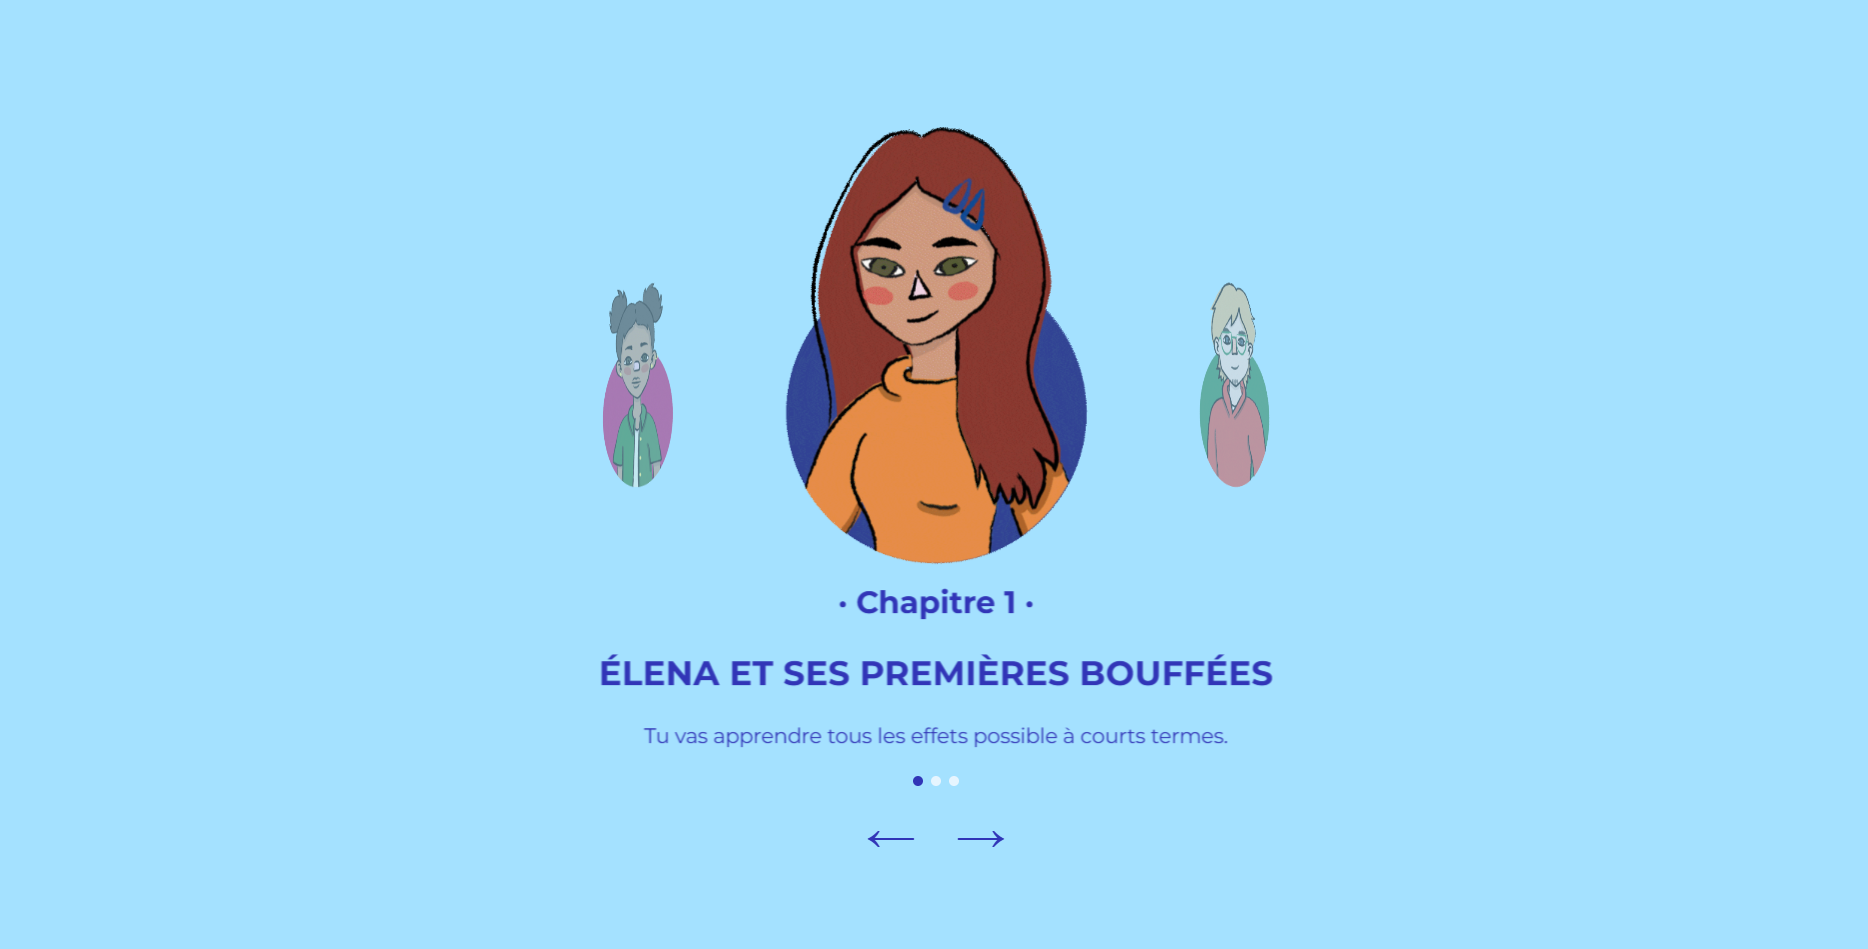 · Chapitre 1 ·
ÉLENA ET SES PREMIÈRES BOUFFÉES
Tu vas apprendre tous les effets possible à courts termes.